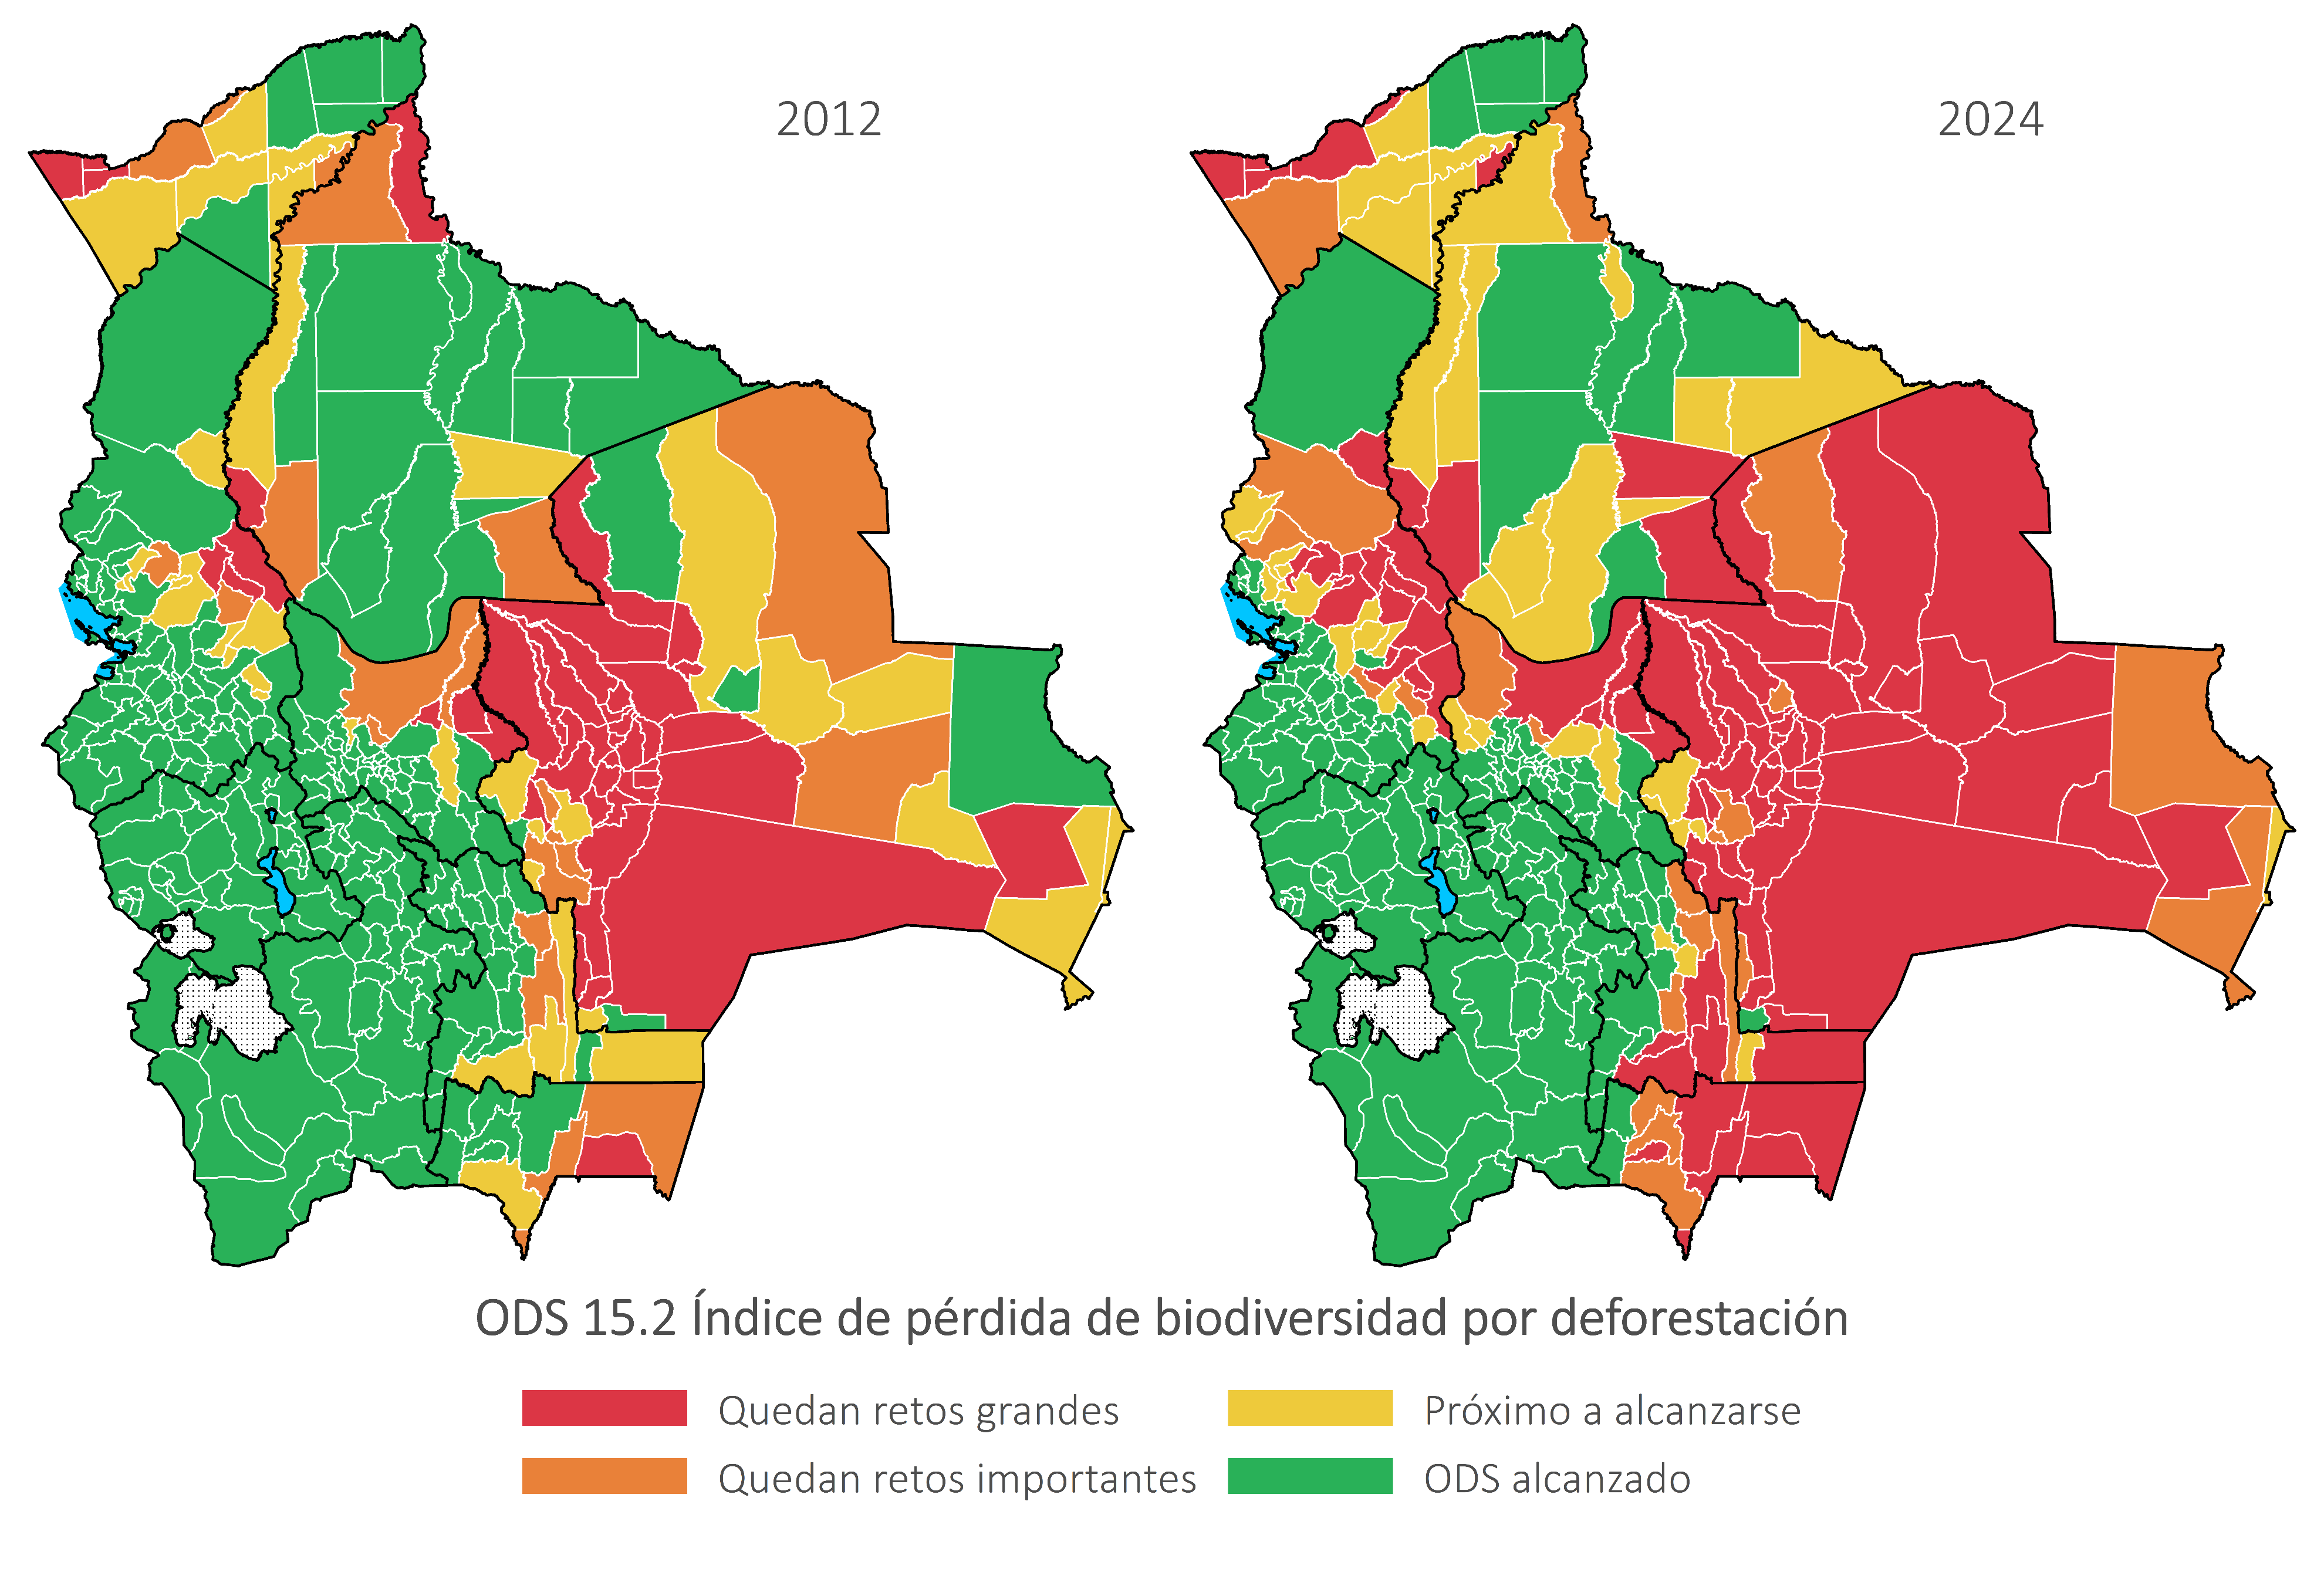 2012
2024
ODS 15.2 Índice de pérdida de biodiversidad por deforestación
Quedan retos grandes
Próximo a alcanzarse
Quedan retos importantes
ODS alcanzado